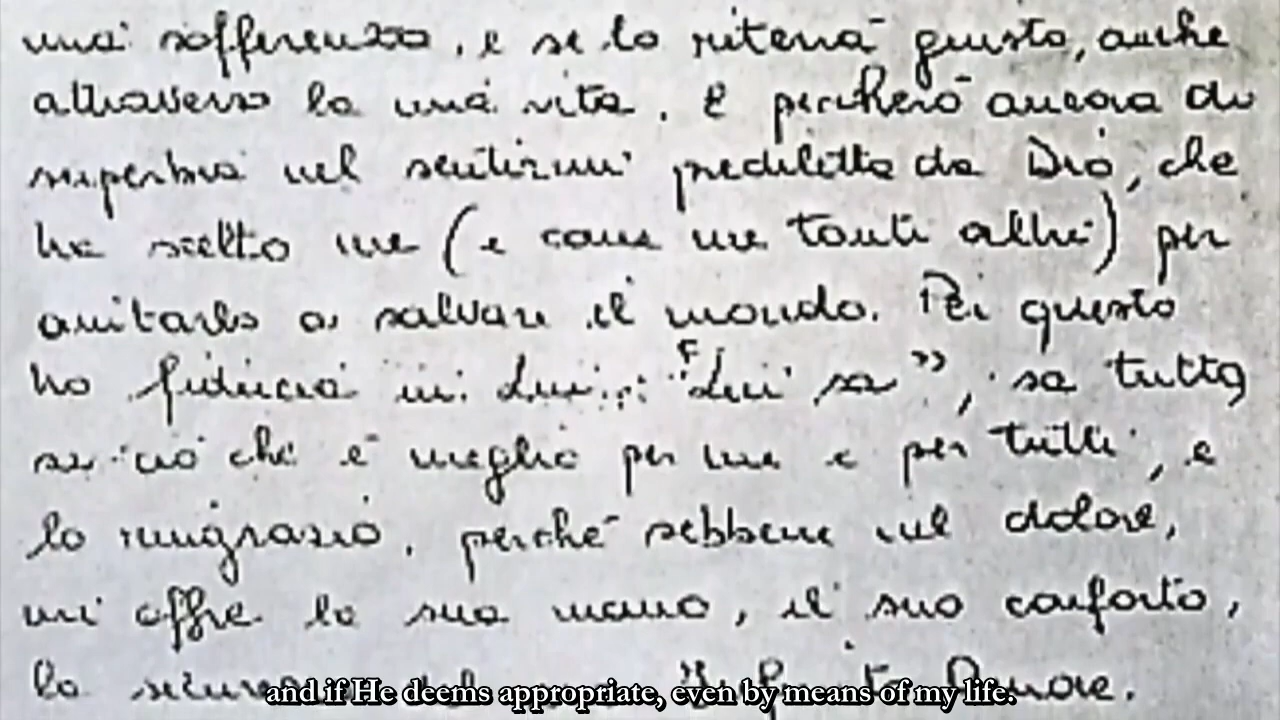 mia sofferenza, e se lo riterrà giusto, anche
attraverso la mia vita. E peccherò ancora di
superbia nel sentirmi prediletta da Dio, che
ha scelto me (e come me tanti altri) per
aiutarlo a salvare il mondo. Per questo
ho fiducia in Lui...: "Lui sa", sa tutto,
sa ciò che è meglio per me e per tutti, e
lo ringrazio, perché sebbene nel dolore,
mi offre la sua mano, il suo conforto,
la Amore.
and if He deems appropriate, even by means of my life.